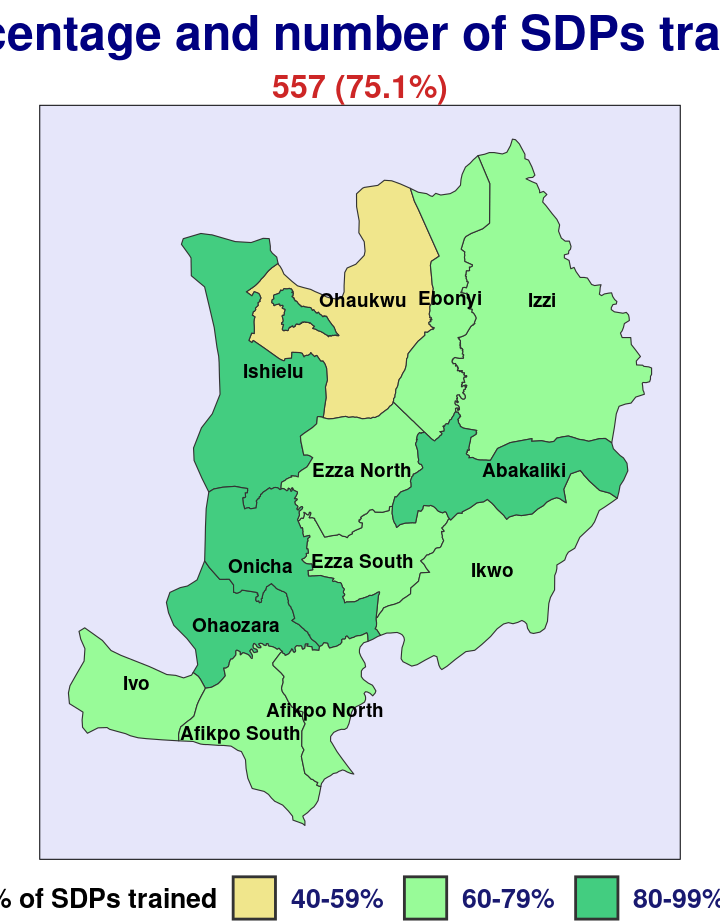 centage and number of SDPs tra
557 (75.1%)
Ohaukwu
Ebonyi
Izzi
Ishielu
Ezza North
Abakaliki
Ezza South
Onicha
Ikwo
Ohaozara
Ivo
Afikpo North
Afikpo South
% of SDPs trained 40-59% 60-79% 80-99%